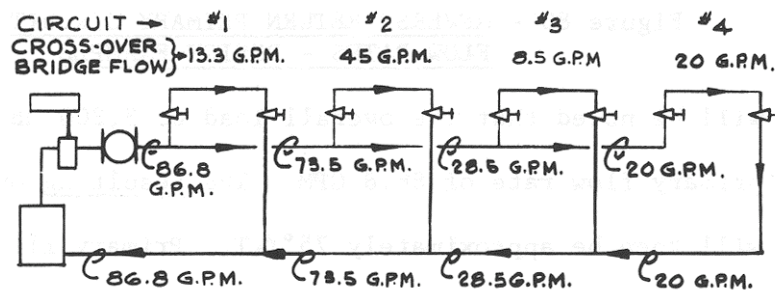 CIRCUIT → #1 #2 #3 #4
CROSS-OVER BRIDGE FLOW } 13.3 G.P.M. 45 G.P.M. 8.5 G.P.M 20 G.P.M.
86.8 G.P.M. 73.5 G.P.M. 28.5 G.P.M. 20 G.P.M.
86.8 G.P.M. 73.5 G.P.M. 28.5 G.P.M. 20 G.P.M.